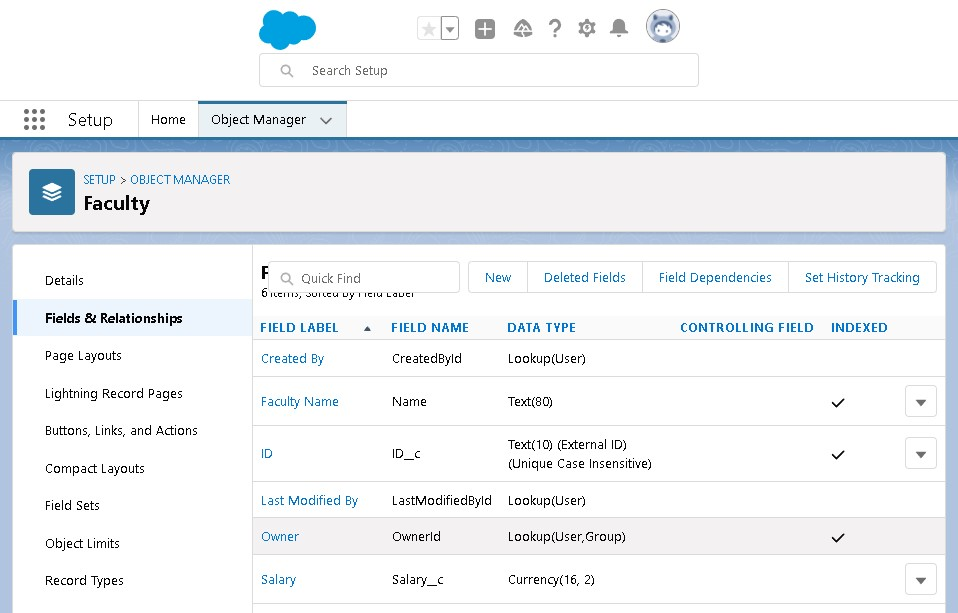 Search Setup
Setup
Home
Object Manager
SETUP > OBJECT MANAGER
Faculty
Details
Fields & Relationships
Page Layouts
Lightning Record Pages
Buttons, Links, and Actions
Compact Layouts
Field Sets
Object Limits
Record Types
Quick Find
New
Deleted Fields
Field Dependencies
Set History Tracking
6 items, Sorted by Field Label
FIELD LABEL FIELD NAME DATA TYPE CONTROLLING FIELD INDEXED
Created By CreatedById Lookup(User)
Faculty Name Name Text(80)
ID ID__c Text(10) (External ID)
(Unique Case Insensitive)
Last Modified By LastModifiedById Lookup(User)
Owner OwnerId Lookup(User,Group)
Salary Salary__c Currency(16, 2)